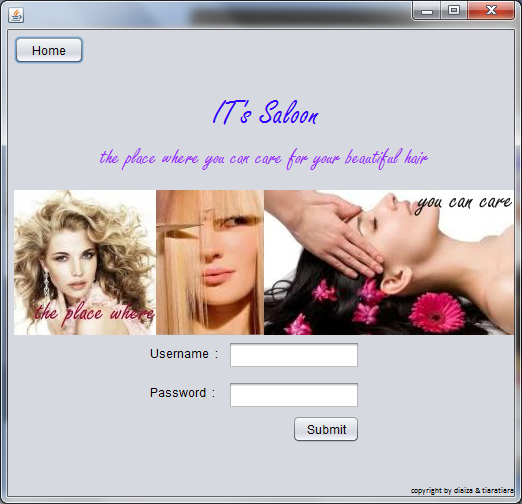 Home
IT's Saloon
the place where you can care for your beautiful hair
you can care
the place where
Username :
Password :
Submit
copyright by dieiza & tiaratiara